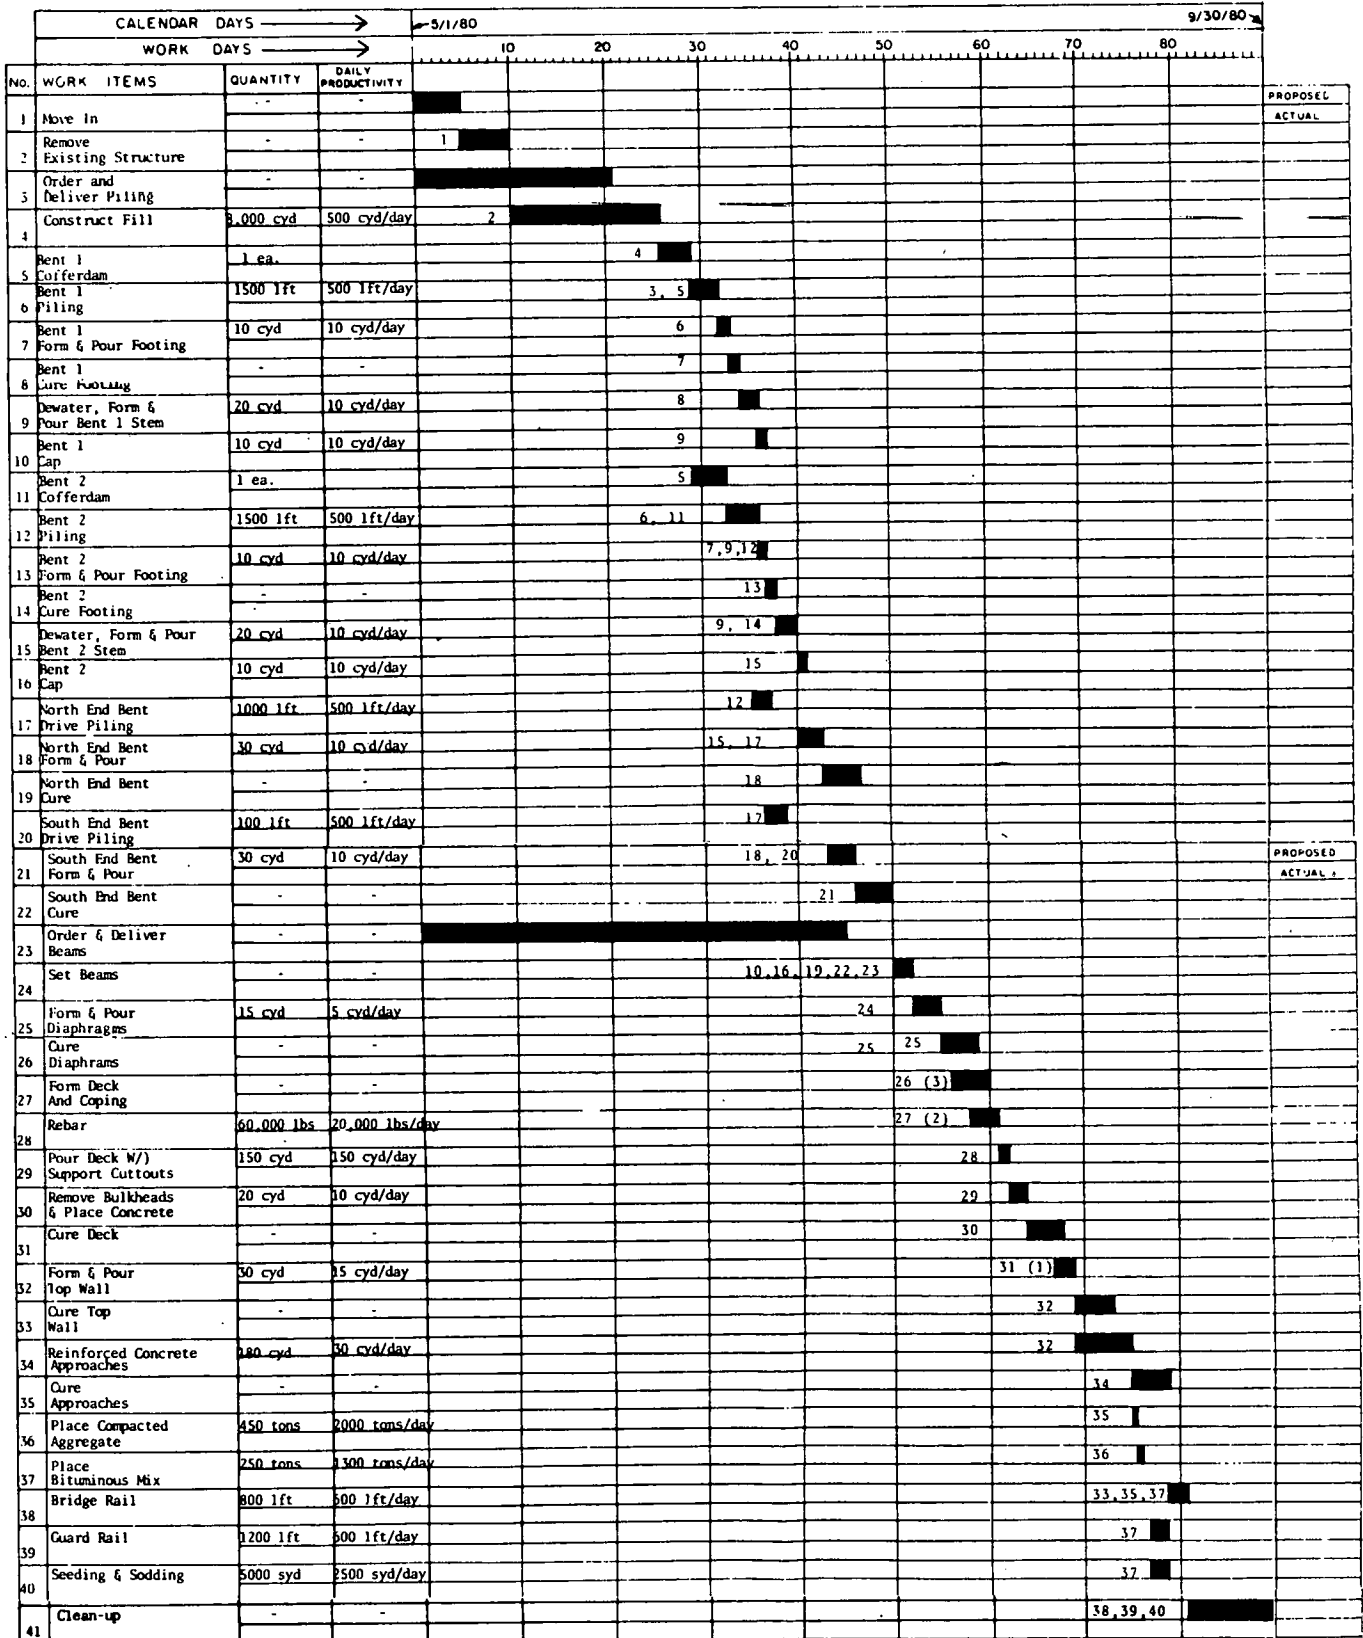 CALENDAR DAYS 5/1/80 9/30/80
WORK DAYS 10 20 30 40 50 60 70 80
No. WORK ITEMS QUANTITY DAILY PRODUCTIVITY
PROPOSED
ACTUAL
1 Move In - -
2 Remove Existing Structure - - 1
3 Order and Deliver Piling - -
4 Construct Fill 8,000 cyd 500 cyd/day 2
5 Bent 1 Cofferdam 1 ea. 4
6 Bent 1 Piling 1500 lft 500 lft/day 3, 5
7 Bent 1 Form & Pour Footing 10 cyd 10 cyd/day 6
8 Bent 1 Cure Footing - - 7
9 Dewater, Form & Pour Bent 1 Stem 20 cyd 10 cyd/day 8
10 Bent 1 Cap 10 cyd 10 cyd/day 9
11 Bent 2 Cofferdam 1 ea. 5
12 Bent 2 Piling 1500 lft 500 lft/day 6, 11
13 Bent 2 Form & Pour Footing 10 cyd 10 cyd/day 7,9,12
14 Bent 2 Cure Footing - - 13
15 Dewater, Form & Pour Bent 2 Stem 20 cyd 10 cyd/day 9, 14
16 Bent 2 Cap 10 cyd 10 cyd/day 15
17 North End Bent Drive Piling 1000 lft 500 lft/day 12
18 North End Bent Form & Pour 30 cyd 10 cyd/day 15, 17
19 North End Bent Cure - - 18
20 South End Bent Drive Piling 100 lft 500 lft/day 17
21 South End Bent Form & Pour 30 cyd 10 cyd/day 18, 20
PROPOSED
ACTUAL
22 South End Bent Cure - - 21
23 Order & Deliver Beams - -
24 Set Beams - - 10,16,19,22,23
25 Form & Pour Diaphragms 15 cyd 5 cyd/day 24
26 Cure Diaphrams - - 25 25
27 Form Deck And Coping - - 26 (3)
28 Rebar 60,000 lbs 20,000 lbs/day 27 (2)
29 Pour Deck W/) Support Cuttouts 150 cyd 150 cyd/day 28
30 Remove Bulkheads & Place Concrete 20 cyd 10 cyd/day 29
31 Cure Deck - - 30
32 Form & Pour Top Wall 30 cyd 15 cyd/day 31 (1)
33 Cure Top Wall - - 32
34 Reinforced Concrete Approaches 180 cyd 30 cyd/day 32
35 Cure Approaches - - 34
36 Place Compacted Aggregate 450 tons 2000 tons/day 35
37 Place Bituminous Mix 250 tons 1300 tons/day 36
38 Bridge Rail 800 lft 600 lft/day 33,35,37
39 Guard Rail 1200 lft 600 lft/day 37
40 Seeding & Sodding 5000 syd 2500 syd/day 37
41 Clean-up - - 38,39,40